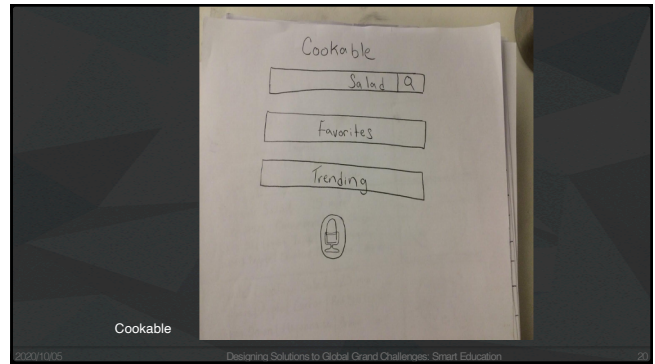 Cookable
Salad
Favorites
Trending
Cookable
2020/10/05
Designing Solutions to Global Grand Challenges: Smart Education
20